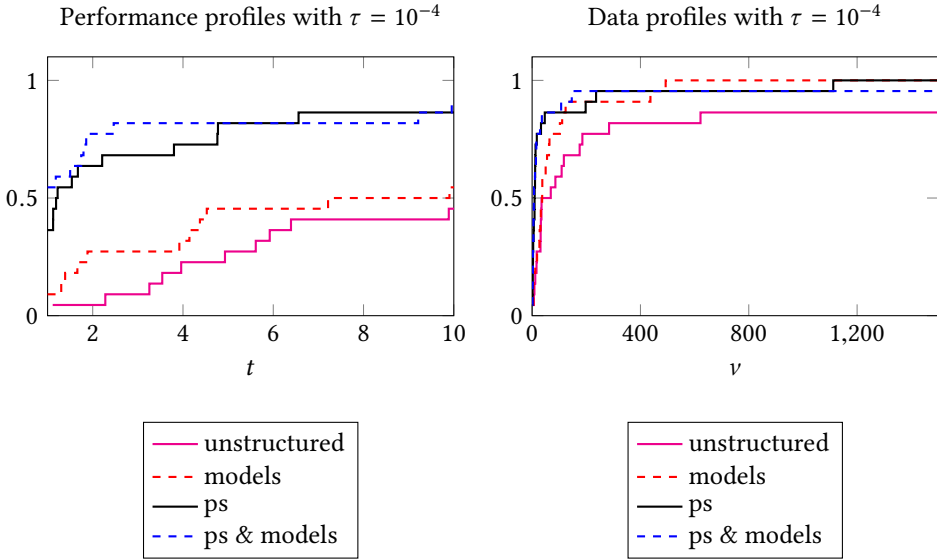 Performance profiles with τ = 10⁻⁴
1
0.5
0
2 4 6 8 10
t
unstructured
models
ps
ps & models
Data profiles with τ = 10⁻⁴
1
0.5
0
0 400 800 1,200
ν
unstructured
models
ps
ps & models